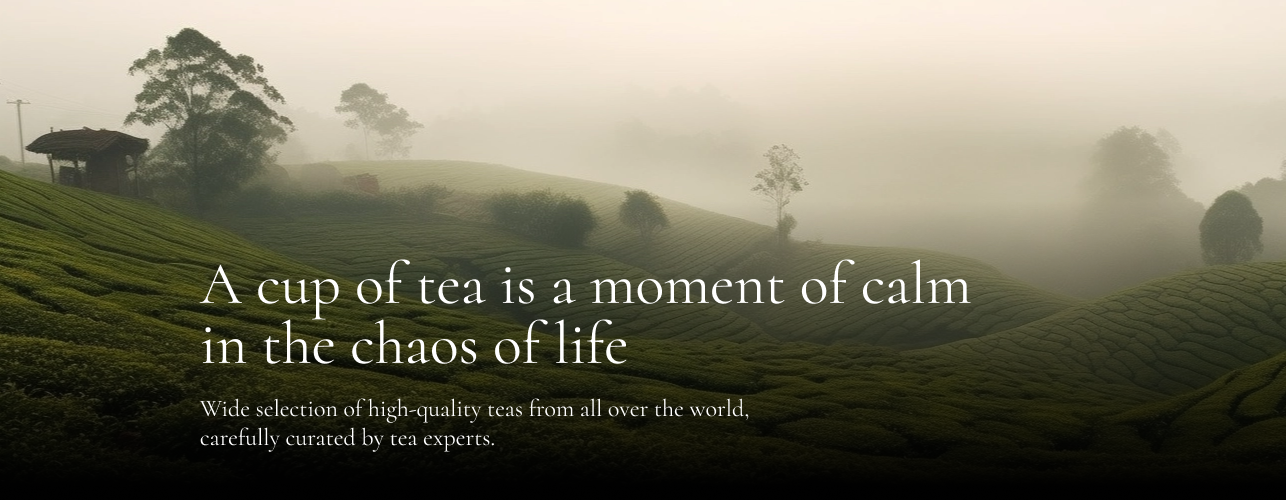 A cup of tea is a moment of calm
in the chaos of life
Wide selection of high-quality teas from all over the world,
carefully curated by tea experts.